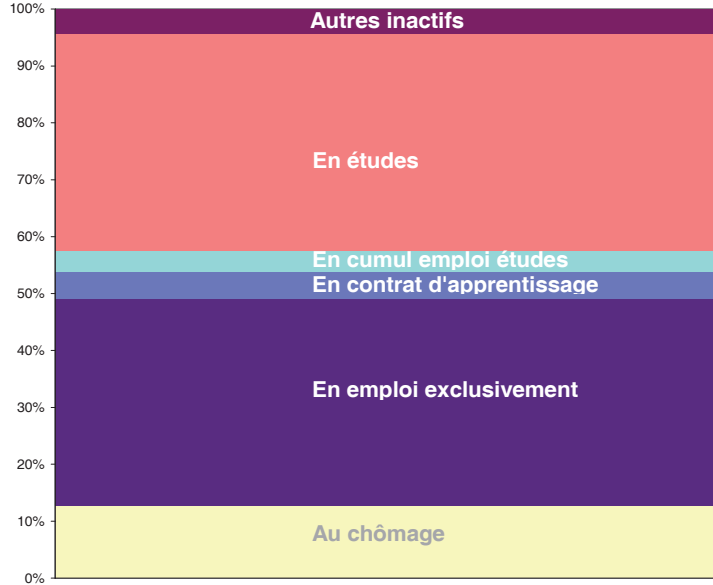 100%
Autres inactifs
90%
80%
En études
70%
60%
En cumul emploi études
En contrat d'apprentissage
50%
40%
En emploi exclusivement
30%
20%
10%
Au chômage
0%